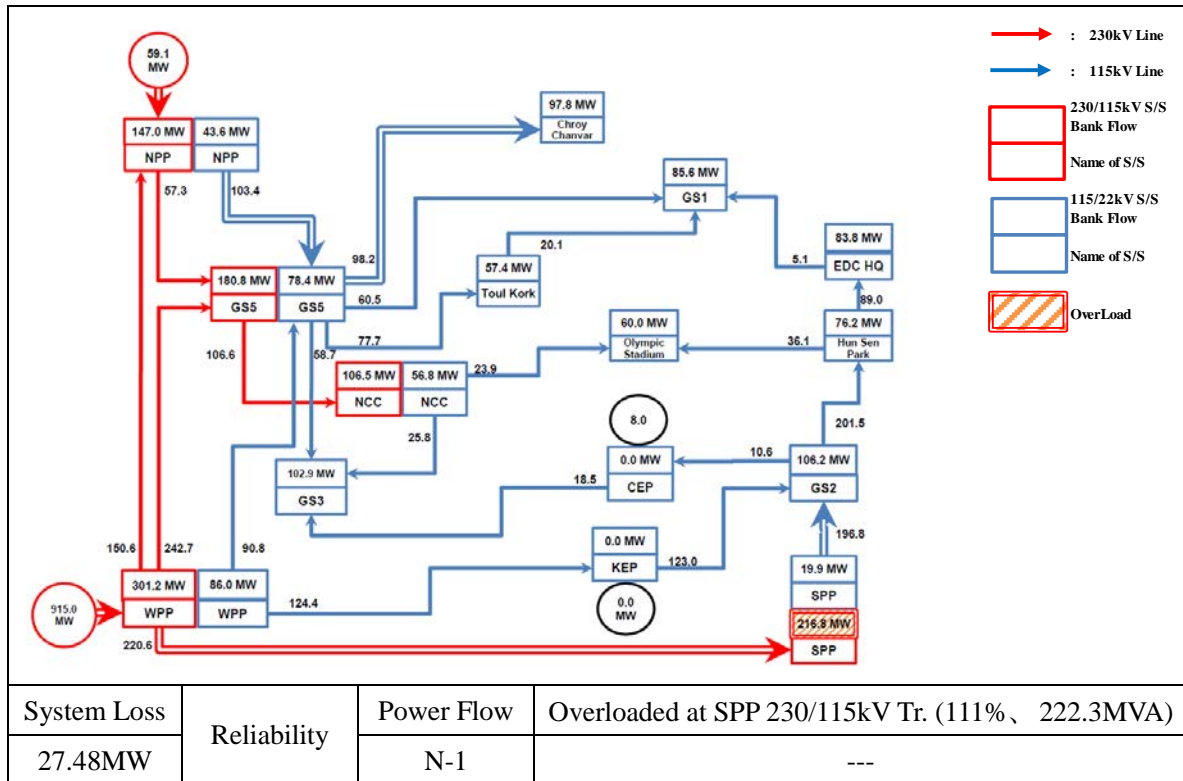 59.1
MW
147.0 MW
43.6 MW
NPP
NPP
57.3
103.4
97.8 MW
Chroy
Chanvar
85.6 MW
GS1
83.8 MW
EDC HQ
5.1
20.1
57.4 MW
Toul Kork
98.2
180.8 MW
78.4 MW
GS5
GS5
60.5
89.0
76.2 MW
Hun Sen
Park
60.0 MW
Olympic
Stadium
36.1
77.7
58.7
106.6
106.5 MW
56.8 MW
23.9
NCC
NCC
25.8
8.0
201.5
102.9 MW
GS3
18.5
0.0 MW
CEP
10.6
106.2 MW
GS2
196.8
150.6
242.7
90.8
0.0 MW
KEP
123.0
0.0
MW
19.9 MW
SPP
216.8 MW
SPP
301.2 MW
86.0 MW
WPP
WPP
124.4
915.0
MW
220.6
: 230kV Line
: 115kV Line
230/115kV S/S
Bank Flow
Name of S/S
115/22kV S/S
Bank Flow
Name of S/S
OverLoad
System Loss
Reliability
Power Flow
Overloaded at SPP 230/115kV Tr. (111%、 222.3MVA)
27.48MW
N-1
---